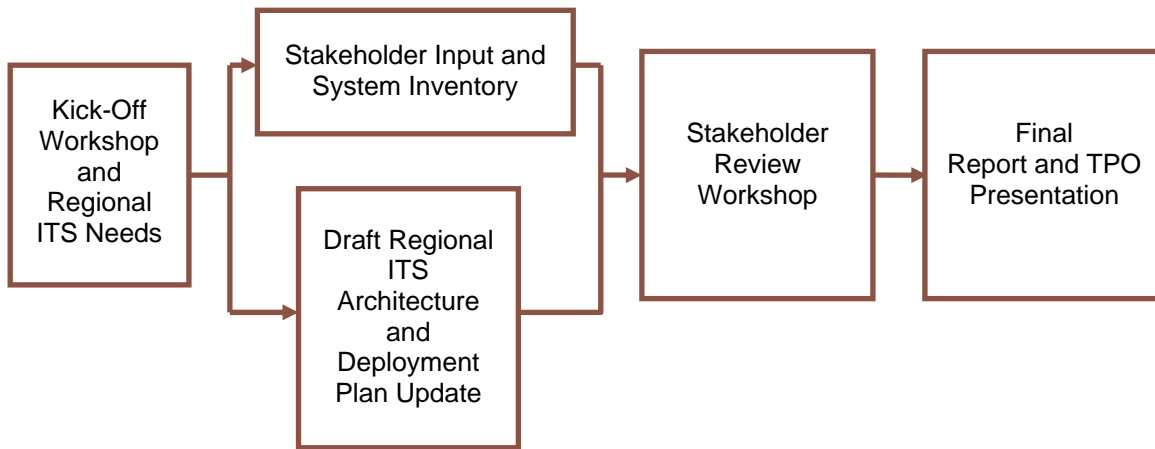 Kick-Off
Workshop
and
Regional
ITS Needs
Stakeholder Input and
System Inventory
Draft Regional
ITS
Architecture
and
Deployment
Plan Update
Stakeholder
Review
Workshop
Final
Report and TPO
Presentation